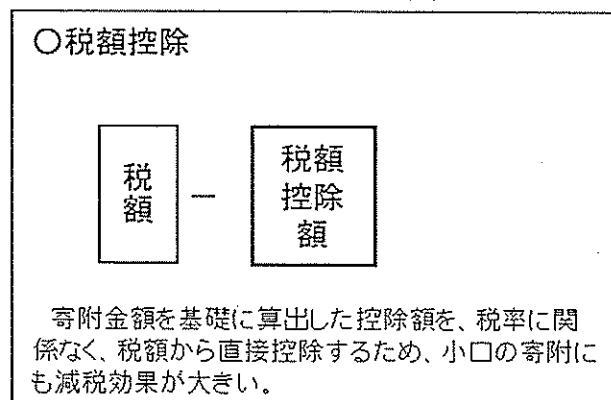 〇税額控除
税額
－
税額
控除
額
寄附金額を基礎に算出した控除額を、税率に関
係なく、税額から直接控除するため、小口の寄附に
も減税効果が大きい。